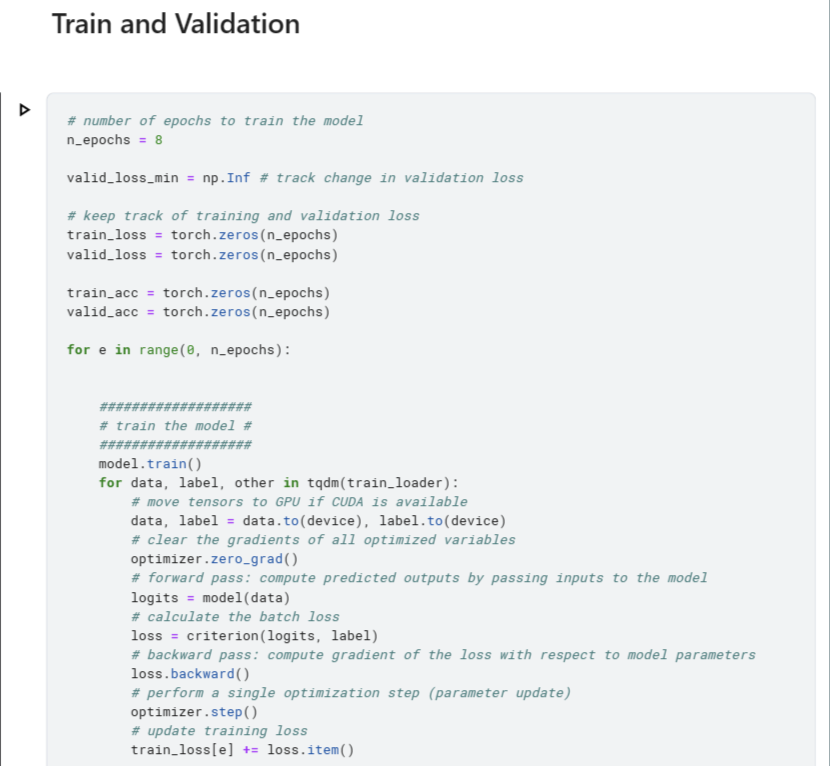 Train and Validation
# number of epochs to train the model
n_epochs = 8
valid_loss_min = np.Inf # track change in validation loss
# keep track of training and validation loss
train_loss = torch.zeros(n_epochs)
valid_loss = torch.zeros(n_epochs)
train_acc = torch.zeros(n_epochs)
valid_acc = torch.zeros(n_epochs)
for e in range(0, n_epochs):
###################
# train the model #
###################
model.train()
for data, label, other in tqdm(train_loader):
# move tensors to GPU if CUDA is available
data, label = data.to(device), label.to(device)
# clear the gradients of all optimized variables
optimizer.zero_grad()
# forward pass: compute predicted outputs by passing inputs to the model
logits = model(data)
# calculate the batch loss
loss = criterion(logits, label)
# backward pass: compute gradient of the loss with respect to model parameters
loss.backward()
# perform a single optimization step (parameter update)
optimizer.step()
# update training loss
train_loss[e] += loss.item()